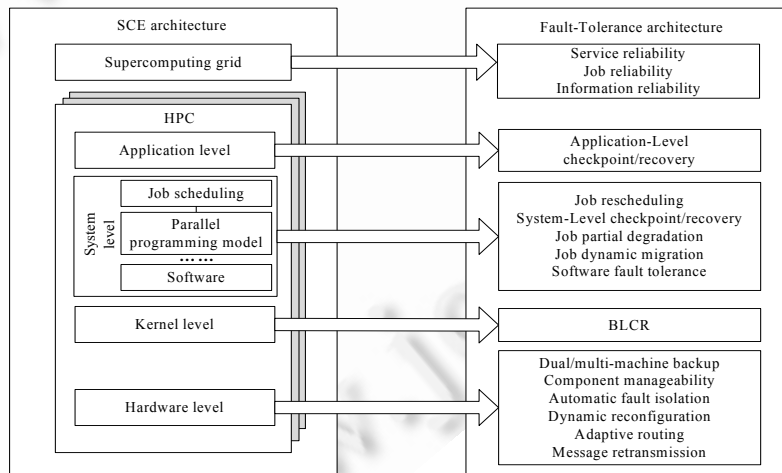 SCE architecture
Supercomputing grid
HPC
Application level
System
level
Job scheduling
Parallel
programming model
... ...
Software
Kernel level
Hardware level
Fault-Tolerance architecture
Service reliability
Job reliability
Information reliability
Application-Level
checkpoint/recovery
Job rescheduling
System-Level checkpoint/recovery
Job partial degradation
Job dynamic migration
Software fault tolerance
BLCR
Dual/multi-machine backup
Component manageability
Automatic fault isolation
Dynamic reconfiguration
Adaptive routing
Message retransmission